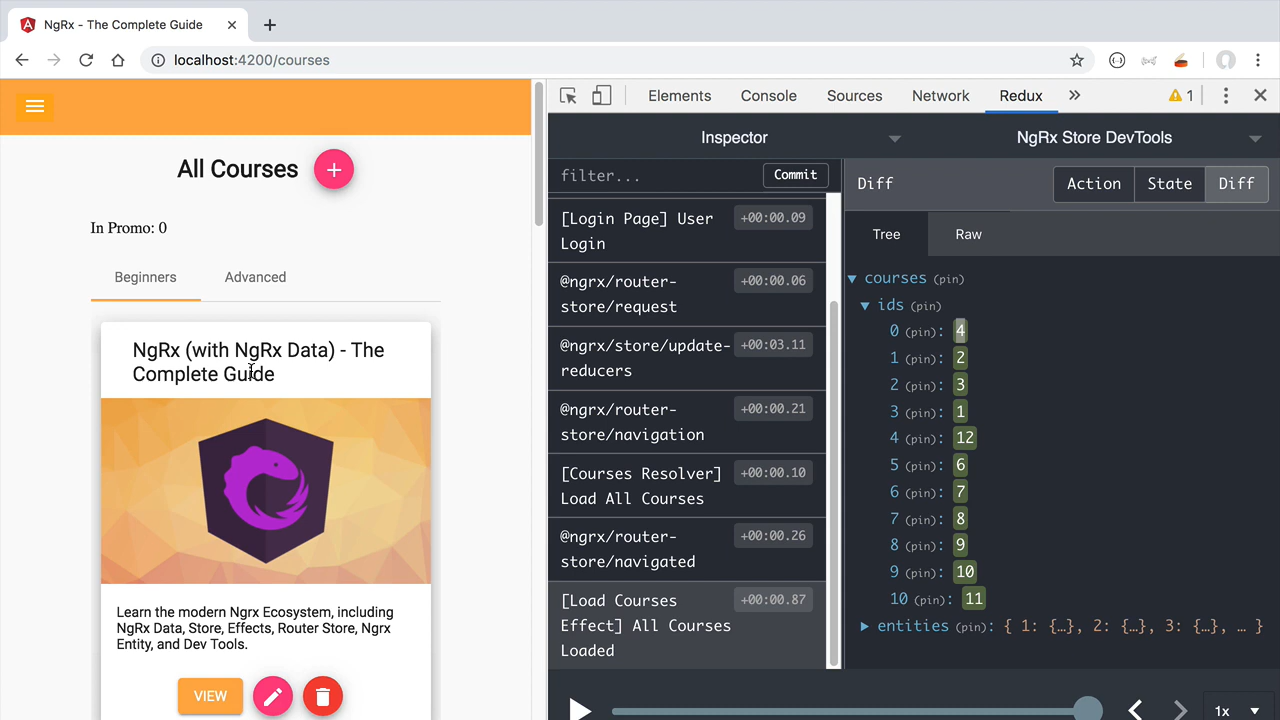 NgRx - The Complete Guide
localhost:4200/courses
All Courses
In Promo: 0
Beginners
Advanced
NgRx (with NgRx Data) - The
Complete Guide
Learn the modern Ngrx Ecosystem, including
NgRx Data, Store, Effects, Router Store, Ngrx
Entity, and Dev Tools.
VIEW
Elements
Console
Sources
Network
Redux
1
Inspector
NgRx Store DevTools
filter...
Commit
[Login Page] User
Login
+00:00.09
@ngrx/router-
store/request
+00:00.06
@ngrx/store/update-
reducers
+00:03.11
@ngrx/router-
store/navigation
+00:00.21
[Courses Resolver]
Load All Courses
+00:00.10
@ngrx/router-
store/navigated
+00:00.26
[Load Courses
Effect] All Courses
Loaded
+00:00.87
Diff
Action
State
Diff
Tree
Raw
courses (pin)
ids (pin)
0 (pin): 4
1 (pin): 2
2 (pin): 3
3 (pin): 1
4 (pin): 12
5 (pin): 6
6 (pin): 7
7 (pin): 8
8 (pin): 9
9 (pin): 10
10 (pin): 11
entities (pin): { 1: {…}, 2: {…}, 3: {…}, … }
1x